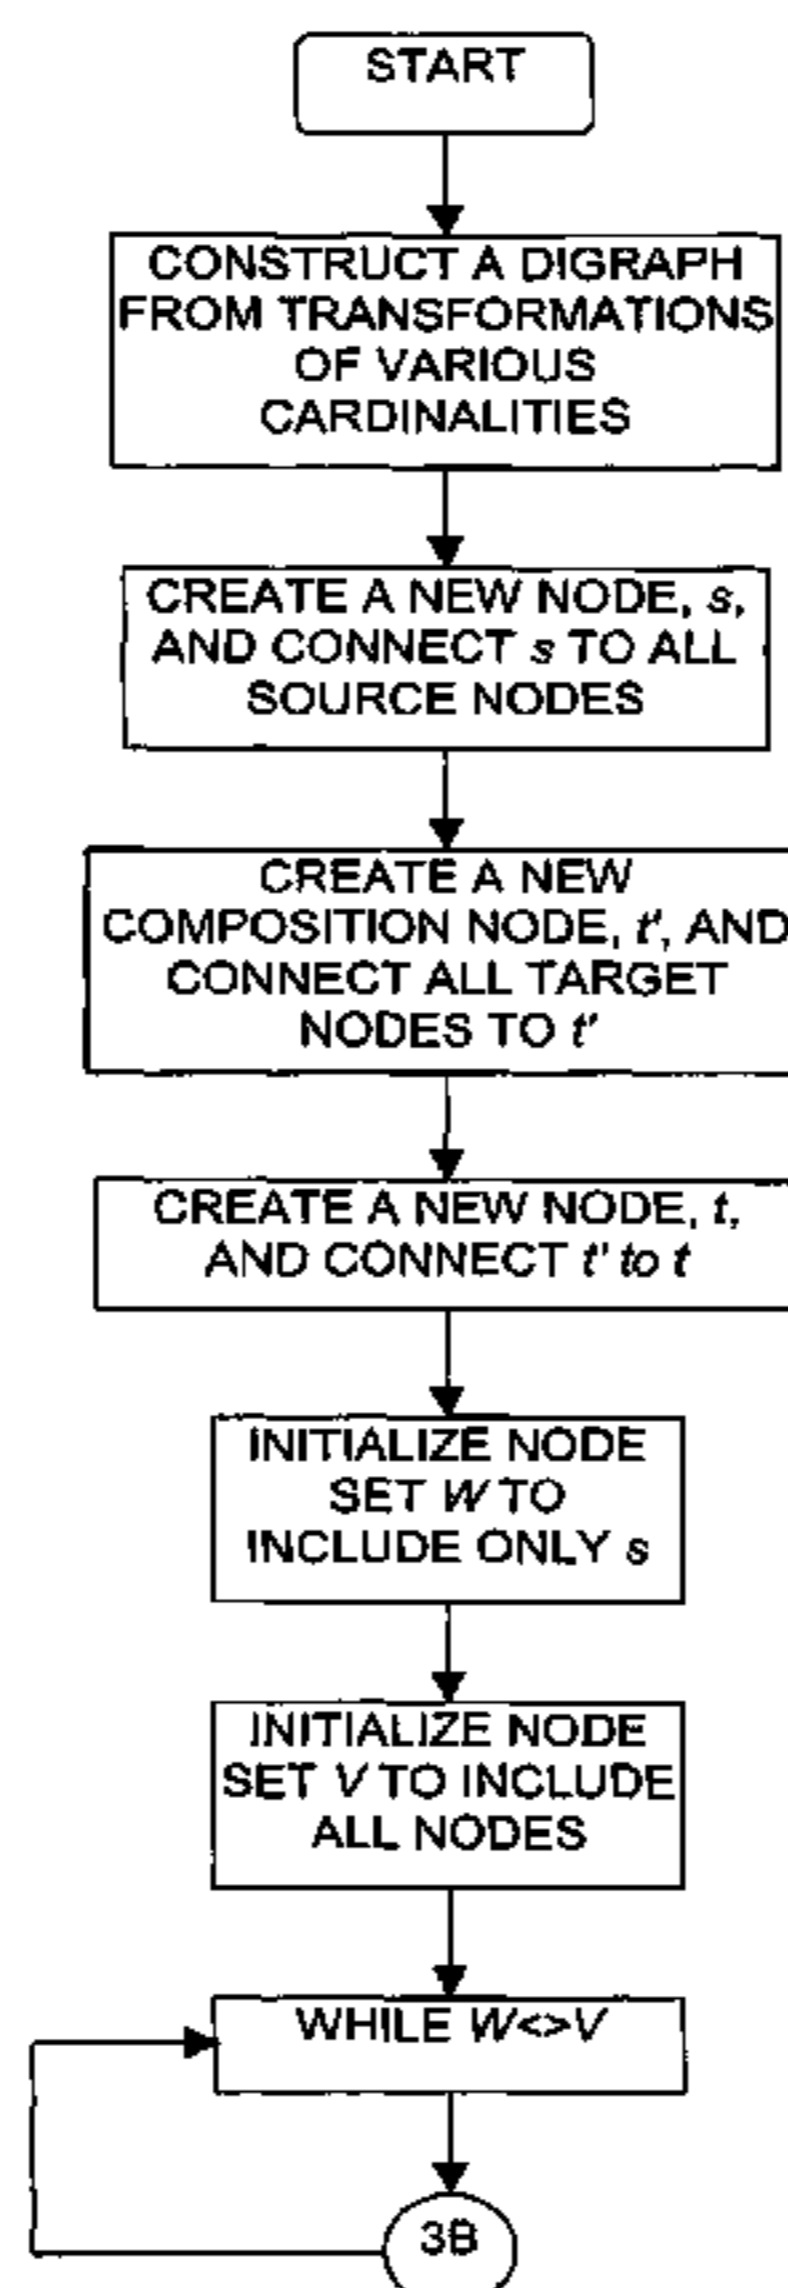 START
CONSTRUCT A DIGRAPH
FROM TRANSFORMATIONS
OF VARIOUS
CARDINALITIES
CREATE A NEW NODE, s,
AND CONNECT s TO ALL
SOURCE NODES
CREATE A NEW
COMPOSITION NODE, t', AND
CONNECT ALL TARGET
NODES TO t'
CREATE A NEW NODE, t,
AND CONNECT t' to t
INITIALIZE NODE
SET W TO
INCLUDE ONLY s
INITIALIZE NODE
SET V TO INCLUDE
ALL NODES
WHILE W<>V
3B